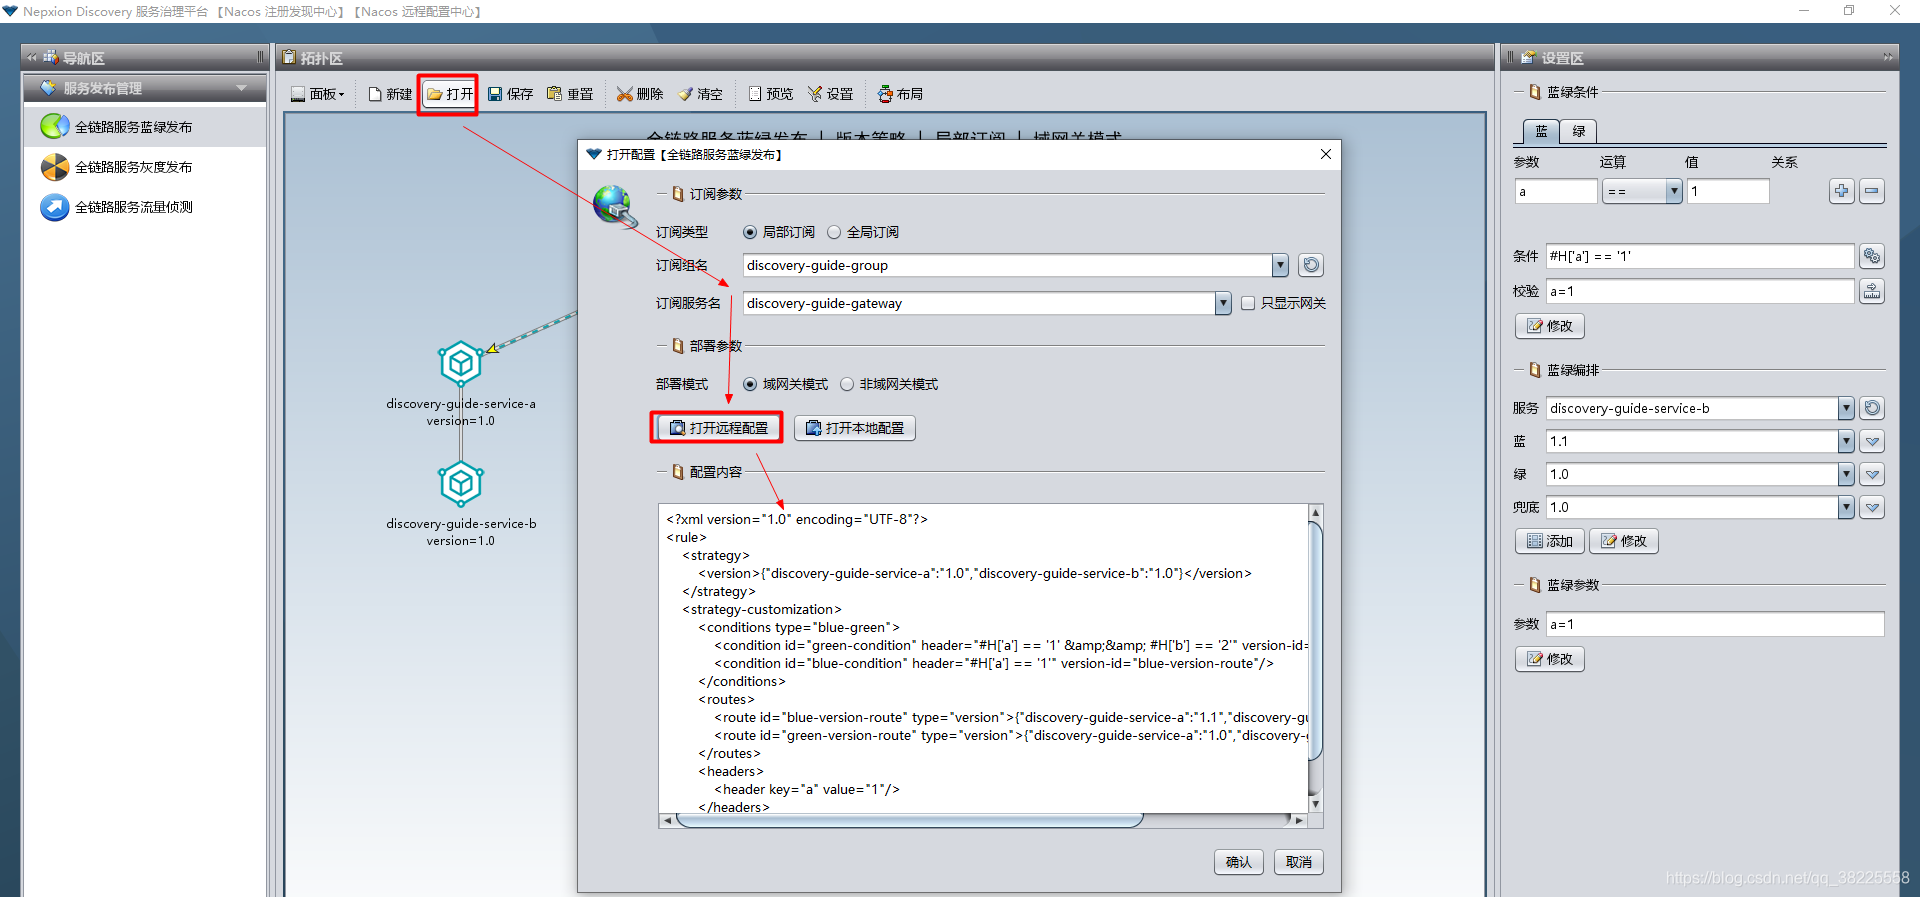 Nepxion Discovery 服务治理平台 【Nacos 注册发现中心】【Nacos 远程配置中心】
导航区
服务发布管理
全链路服务蓝绿发布
全链路服务灰度发布
全链路服务流量侦测
拓扑区
面板 新建 打开 保存 重置 删除 清空 预览 设置 布局
全链路服务蓝绿发布 | 版本策略 | 局部订阅 | 域网关模式
discovery-guide-service-a
version=1.0
discovery-guide-service-b
version=1.0
打开配置【全链路服务蓝绿发布】
订阅参数
订阅类型 局部订阅 全局订阅
订阅组名 discovery-guide-group
订阅服务名 discovery-guide-gateway 只显示网关
部署参数
部署模式 域网关模式 非域网关模式
打开远程配置 打开本地配置
配置内容
<?xml version="1.0" encoding="UTF-8"?>
<rule>
<strategy>
<version>{"discovery-guide-service-a":"1.0","discovery-guide-service-b":"1.0"}</version>
</strategy>
<strategy-customization>
<conditions type="blue-green">
<condition id="green-condition" header="#H['a'] == '1' &amp;&amp; #H['b'] == '2'" version-id=
<condition id="blue-condition" header="#H['a'] == '1'" version-id="blue-version-route"/>
</conditions>
<routes>
<route id="blue-version-route" type="version">{"discovery-guide-service-a":"1.1","discovery-gu
<route id="green-version-route" type="version">{"discovery-guide-service-a":"1.0","discovery-g
</routes>
<headers>
<header key="a" value="1"/>
</headers>
确认 取消
设置区
蓝绿条件
蓝 绿
参数 运算 值 关系
a == 1
条件 #H['a'] == '1'
校验 a=1
修改
蓝绿编排
服务 discovery-guide-service-b
蓝 1.1
绿 1.0
兜底 1.0
添加 修改
蓝绿参数
参数 a=1
修改
https://blog.csdn.net/qq_38225558